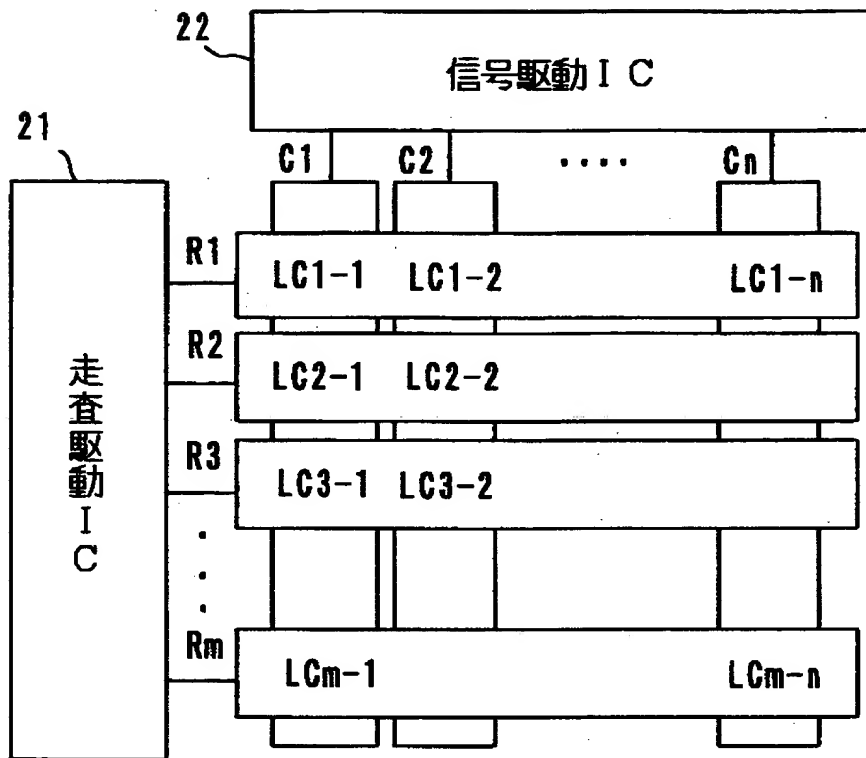 22
信号駆動IC
21
C1 C2 ···· Cn
R1
LC1-1 LC1-2 LC1-n
R2
LC2-1 LC2-2
走査駆動IC
R3
LC3-1 LC3-2
···
Rm
LCm-1 LCm-n